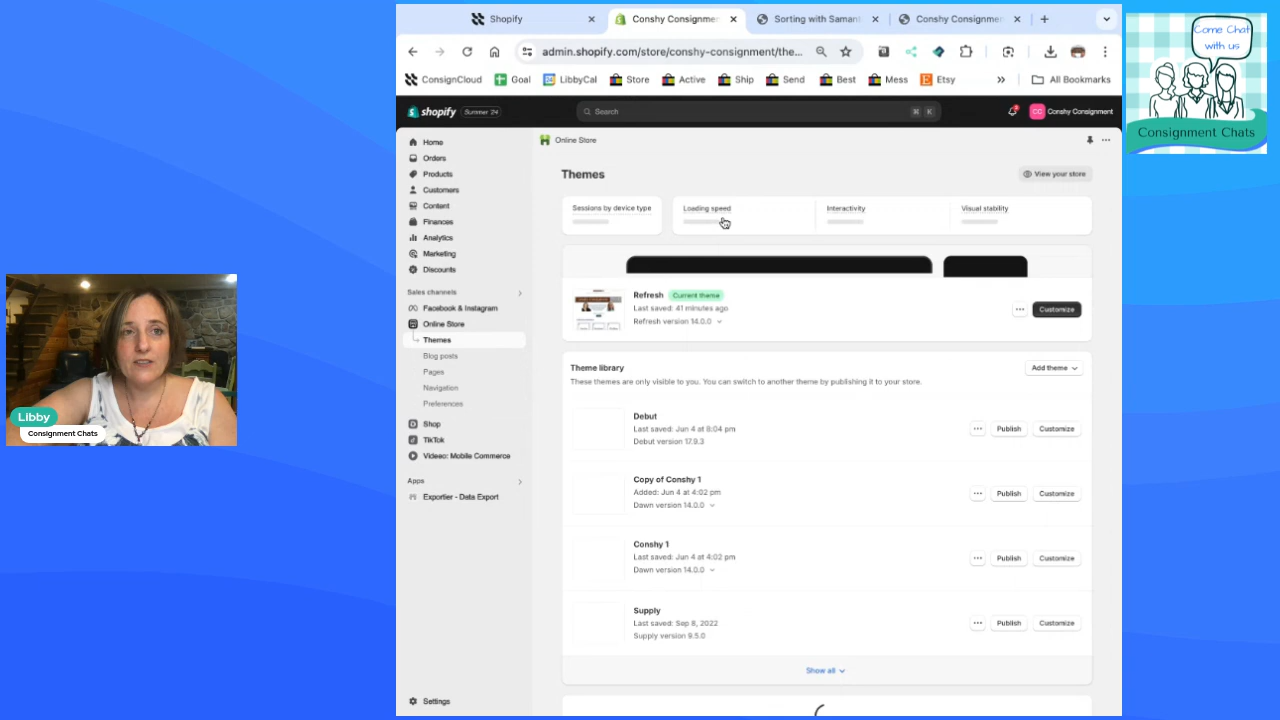 Shopify
Conshy Consignme
Sorting with Samant
Conshy Consignmen
admin.shopify.com/store/conshy-consignment/the...
ConsignCloud
Goal
LibbyCal
Store
Active
Ship
Send
Best
Mess
Etsy
All Bookmarks
shopify
Summer '24
Search
K
CC
Conshy Consignment
Home
Orders
Products
Customers
Content
Finances
Analytics
Marketing
Discounts
Sales channels
Facebook & Instagram
Online Store
Themes
Blog posts
Pages
Navigation
Preferences
Shop
TikTok
Videeo: Mobile Commerce
Apps
Exportier - Data Export
Settings
Online Store
Themes
View your store
Sessions by device type
Loading speed
Interactivity
Visual stability
Refresh
Current theme
Last saved: 41 minutes ago
Refresh version 14.0.0
Customize
Theme library
Add theme
These themes are only visible to you. You can switch to another theme by publishing it to your store.
Debut
Last saved: Jun 4 at 8:04 pm
Debut version 17.9.3
Publish
Customize
Copy of Conshy 1
Added: Jun 4 at 4:02 pm
Dawn version 14.0.0
Publish
Customize
Conshy 1
Last saved: Jun 4 at 4:02 pm
Dawn version 14.0.0
Publish
Customize
Supply
Last saved: Sep 8, 2022
Supply version 9.5.0
Publish
Customize
Show all
Come Chat
with us
Consignment Chats
Libby
Consignment Chats